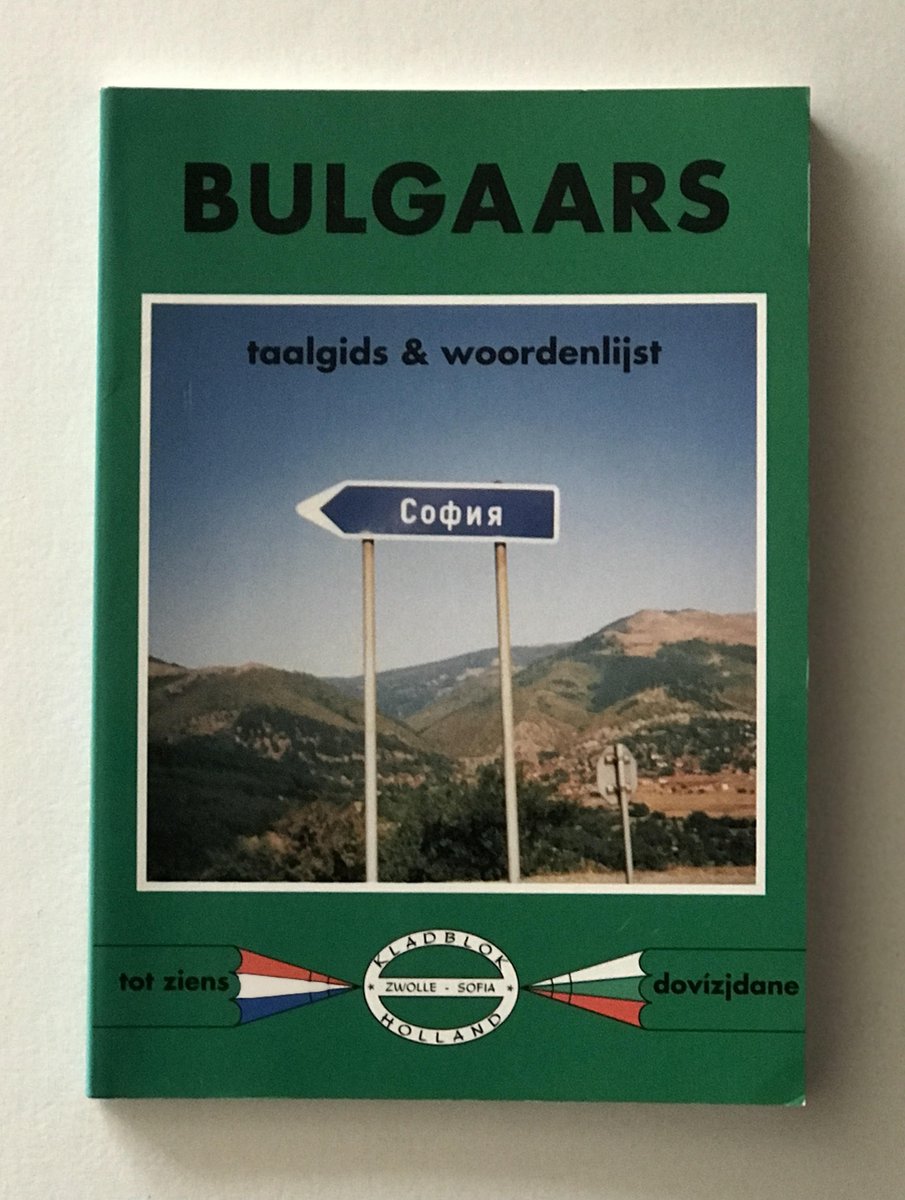 BULGAARS
taalgids & woordenlijst
София
tot ziens
KLADBLOK
ZWOLLE - SOFIA
HOLLAND
dovízjdane